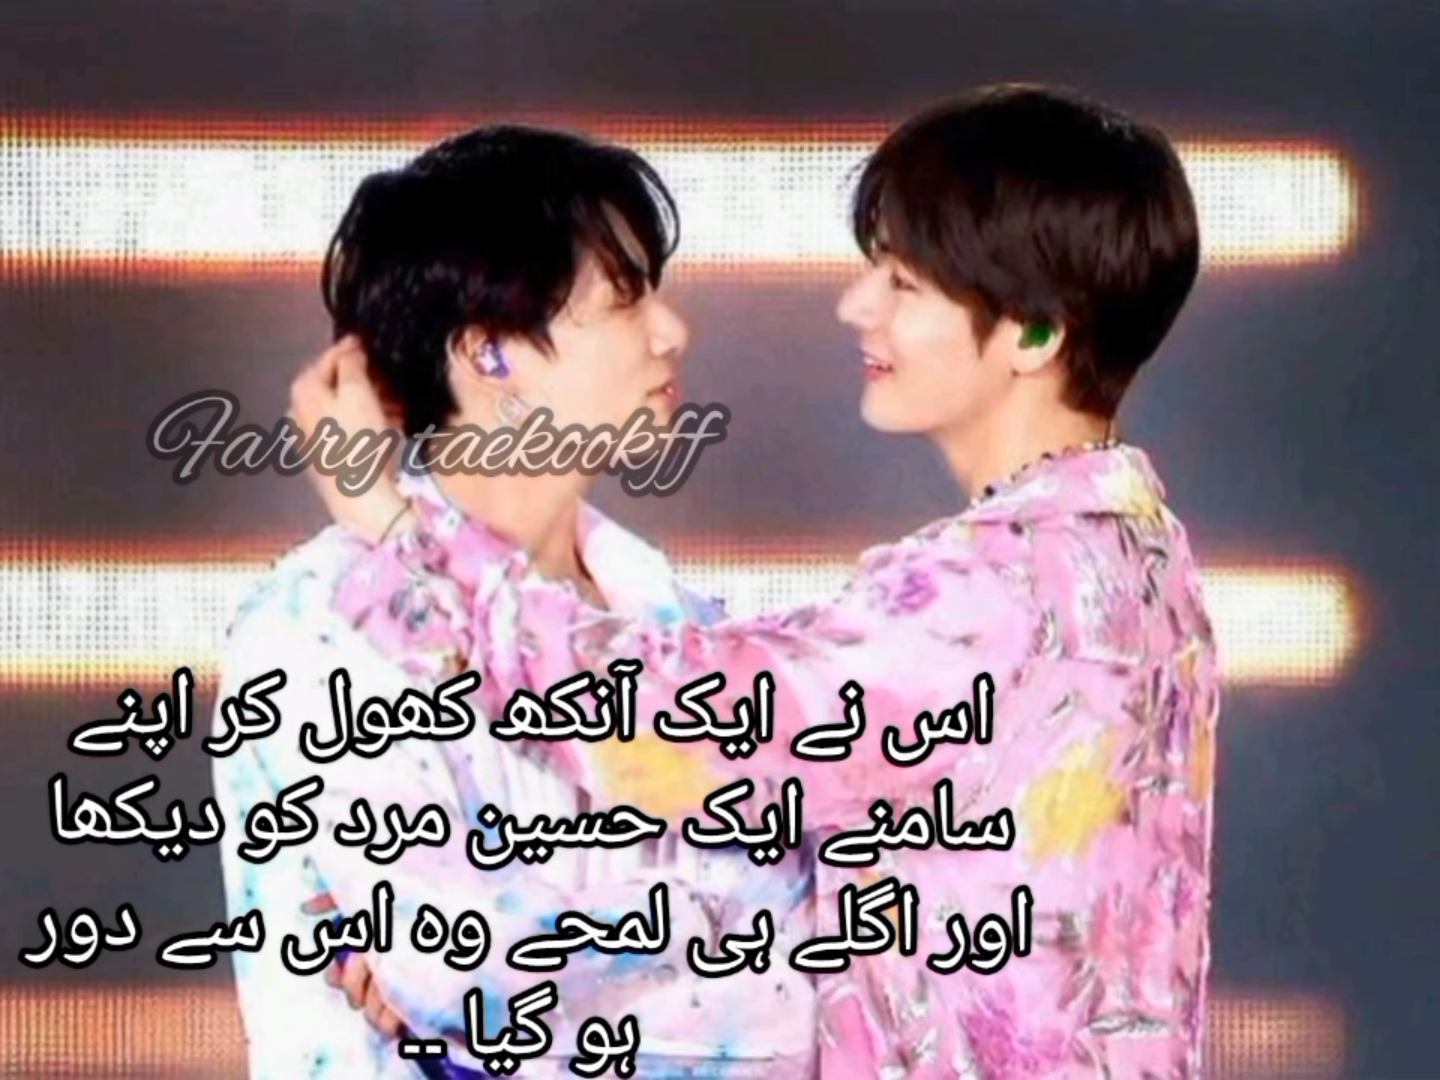 Farry taekookff
اس نے ایک آنکھ کھول کر اپنے
سامنے ایک حسین مرد کو دیکھا
اور اگلے ہی لمحے وہ اس سے دور
ہو گیا --